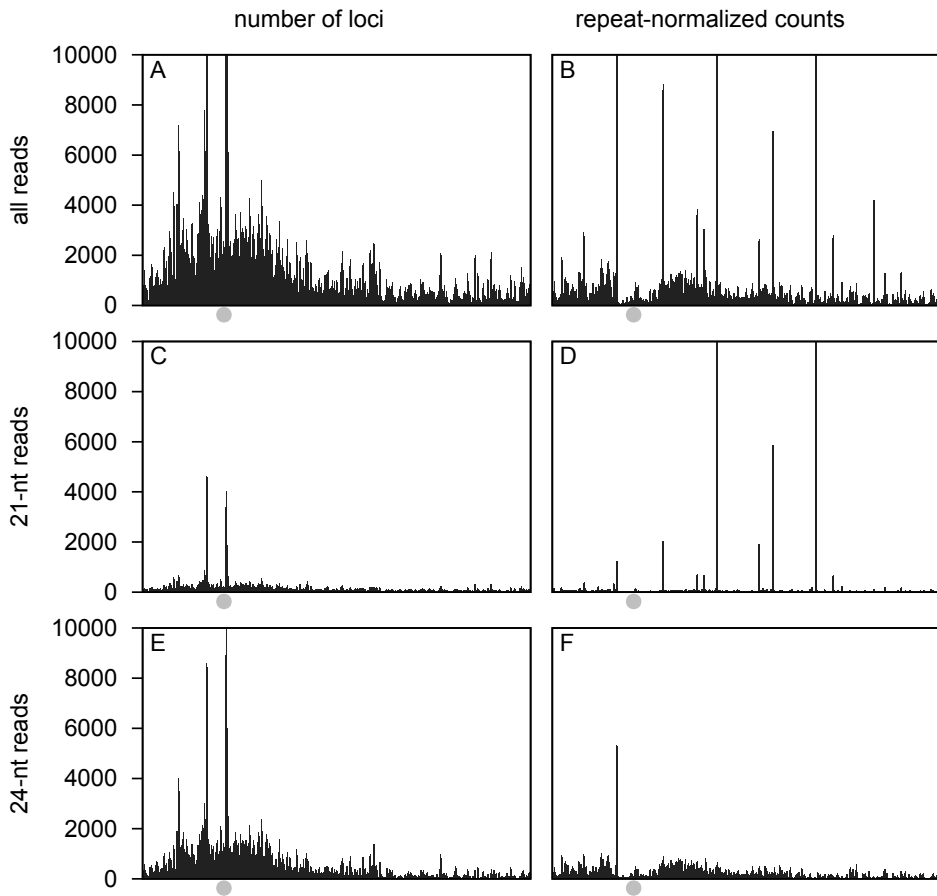 number of loci
repeat-normalized counts
all reads
10000
8000
6000
4000
2000
0
A
B
21-nt reads
10000
8000
6000
4000
2000
0
C
D
24-nt reads
10000
8000
6000
4000
2000
0
E
F